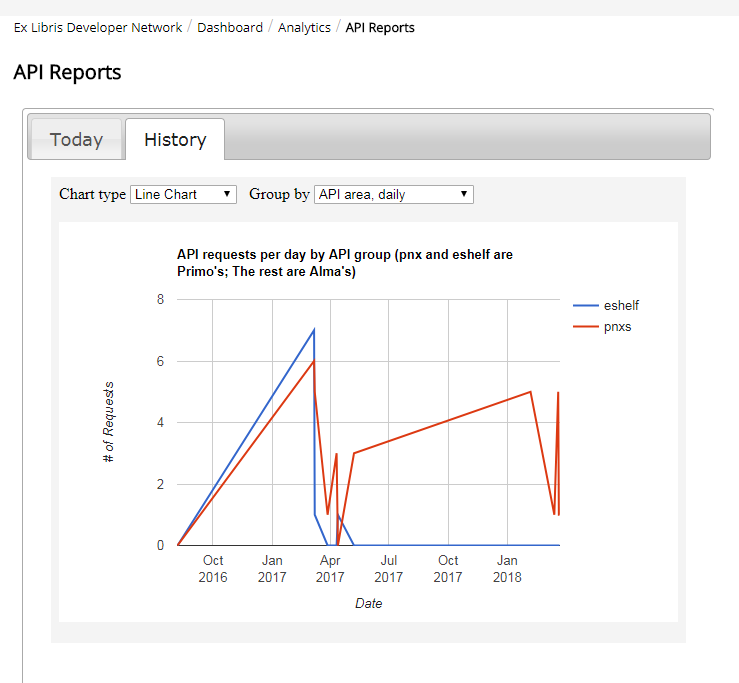 Ex Libris Developer Network / Dashboard / Analytics / API Reports
API Reports
Today History
Chart type Line Chart Group by API area, daily
API requests per day by API group (pnx and eshelf are
Primo's; The rest are Alma's)
8
6
4
2
0
# of Requests
eshelf
pnxs
Oct Jan Apr Jul Oct Jan
2016 2017 2017 2017 2017 2018
Date